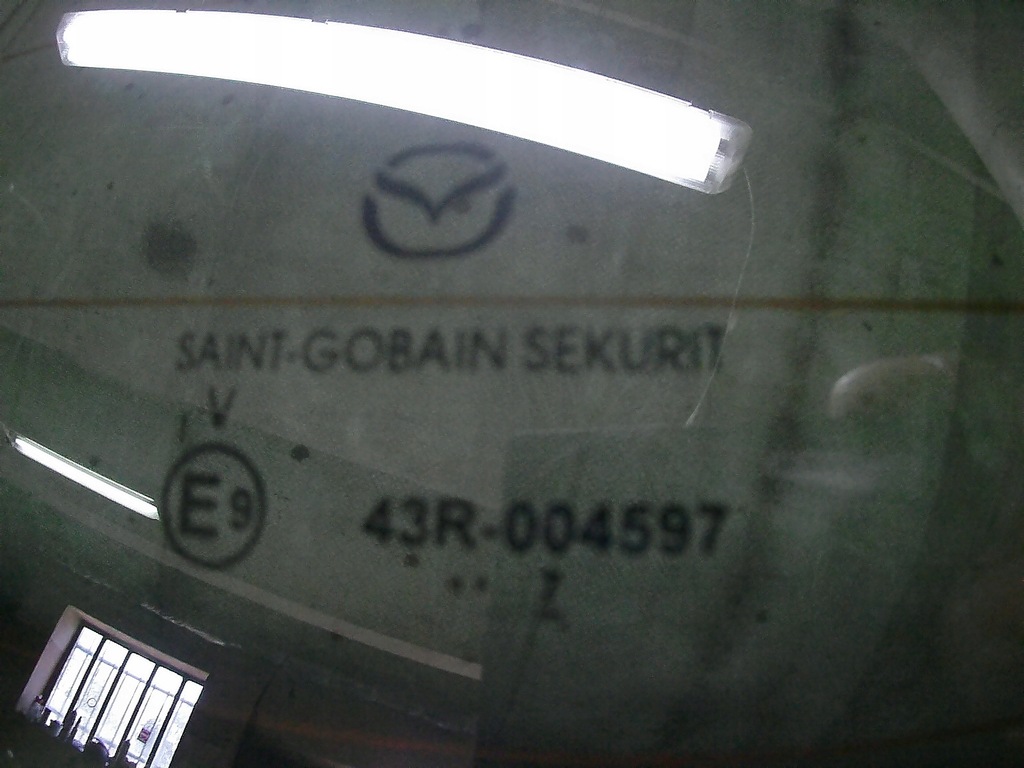 SAINT-GOBAIN SEKURIT
V
E9 43R-004597